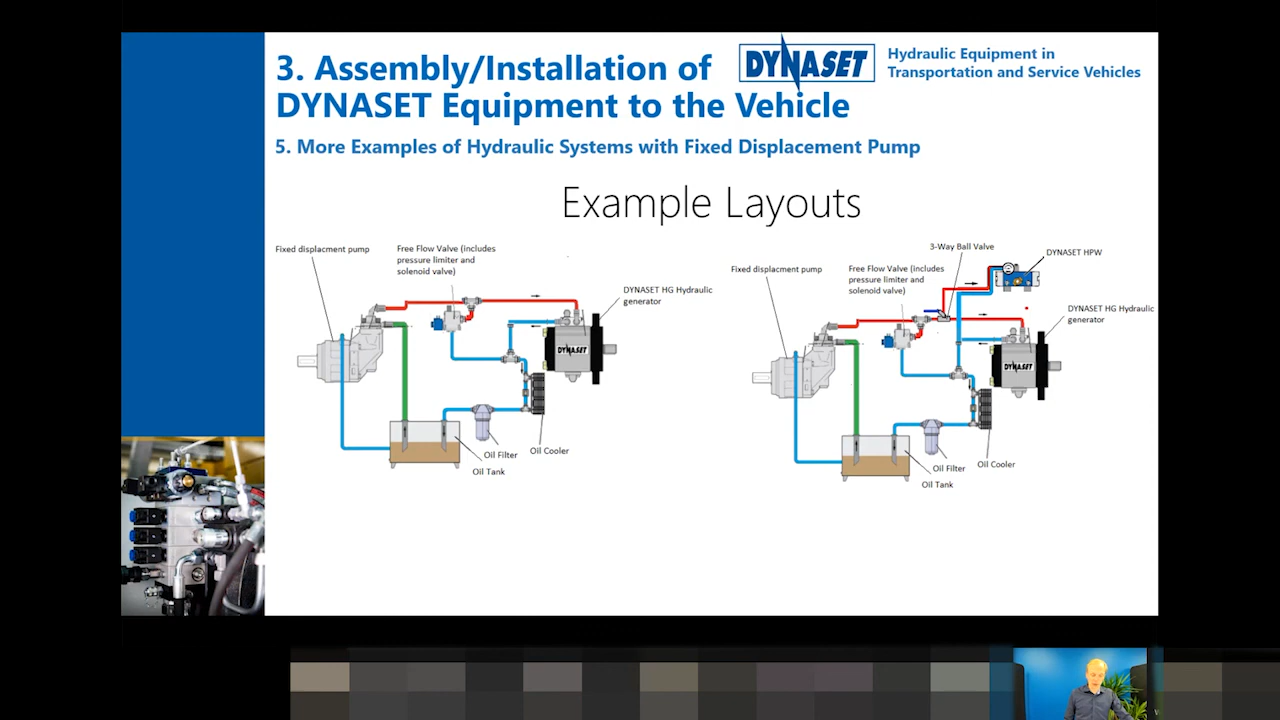 3. Assembly/Installation of
DYNASET Equipment to the Vehicle
DYNASET
Hydraulic Equipment in
Transportation and Service Vehicles
5. More Examples of Hydraulic Systems with Fixed Displacement Pump
Example Layouts
Fixed displacment pump
Free Flow Valve (includes
pressure limiter and
solenoid valve)
DYNASET HG Hydraulic
generator
DYNASET
Oil Filter
Oil Cooler
Oil Tank
3-Way Ball Valve
DYNASET HPW
Fixed displacment pump
Free Flow Valve (includes
pressure limiter and
solenoid valve)
DYNASET HG Hydraulic
generator
DYNASET
Oil Filter
Oil Cooler
Oil Tank